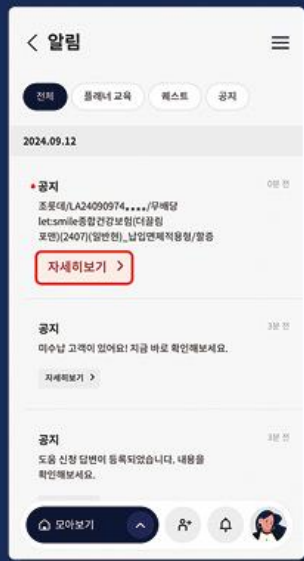 알림
전체 플래너 교육 퀘스트 공지
2024.09.12
공지 0분 전
조롯데/LA24090974••••/무배당
let:smile종합건강보험(더끌림
포맨)(2407)(일반형)_납입면제적용형/할증
자세히보기
공지 3분 전
미수납 고객이 있어요! 지금 바로 확인해보세요.
자세히보기
공지 3분 전
도움 신청 답변이 등록되었습니다. 내용을
확인해보세요.
모아보기